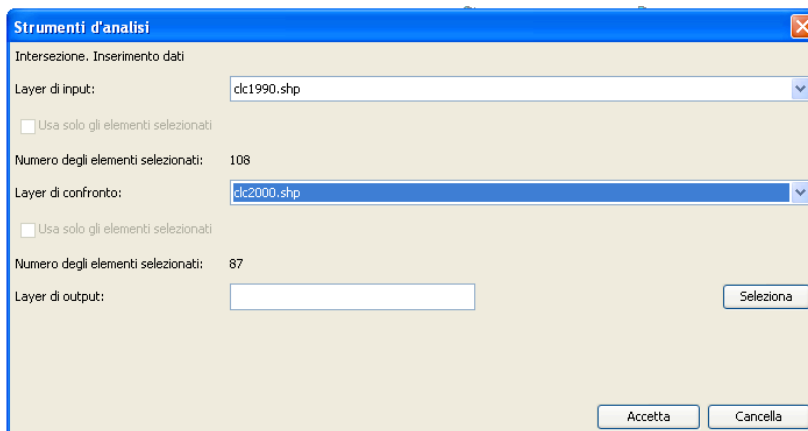 Strumenti d'analisi
Intersezione. Inserimento dati
Layer di input: clc1990.shp
Usa solo gli elementi selezionati
Numero degli elementi selezionati: 108
Layer di confronto: clc2000.shp
Usa solo gli elementi selezionati
Numero degli elementi selezionati: 87
Layer di output: Seleziona
Accetta Cancella